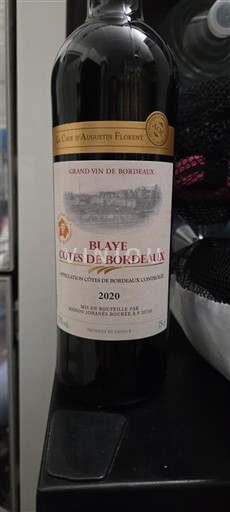 La Cave d'Augustin Florent
GRAND VIN DE BORDEAUX
BLAYE
CÔTES DE BORDEAUX
APPELLATION CÔTES DE BORDEAUX CONTRÔLÉE
2020
MIS EN BOUTEILLE PAR
PRODUCE OF FRANCE